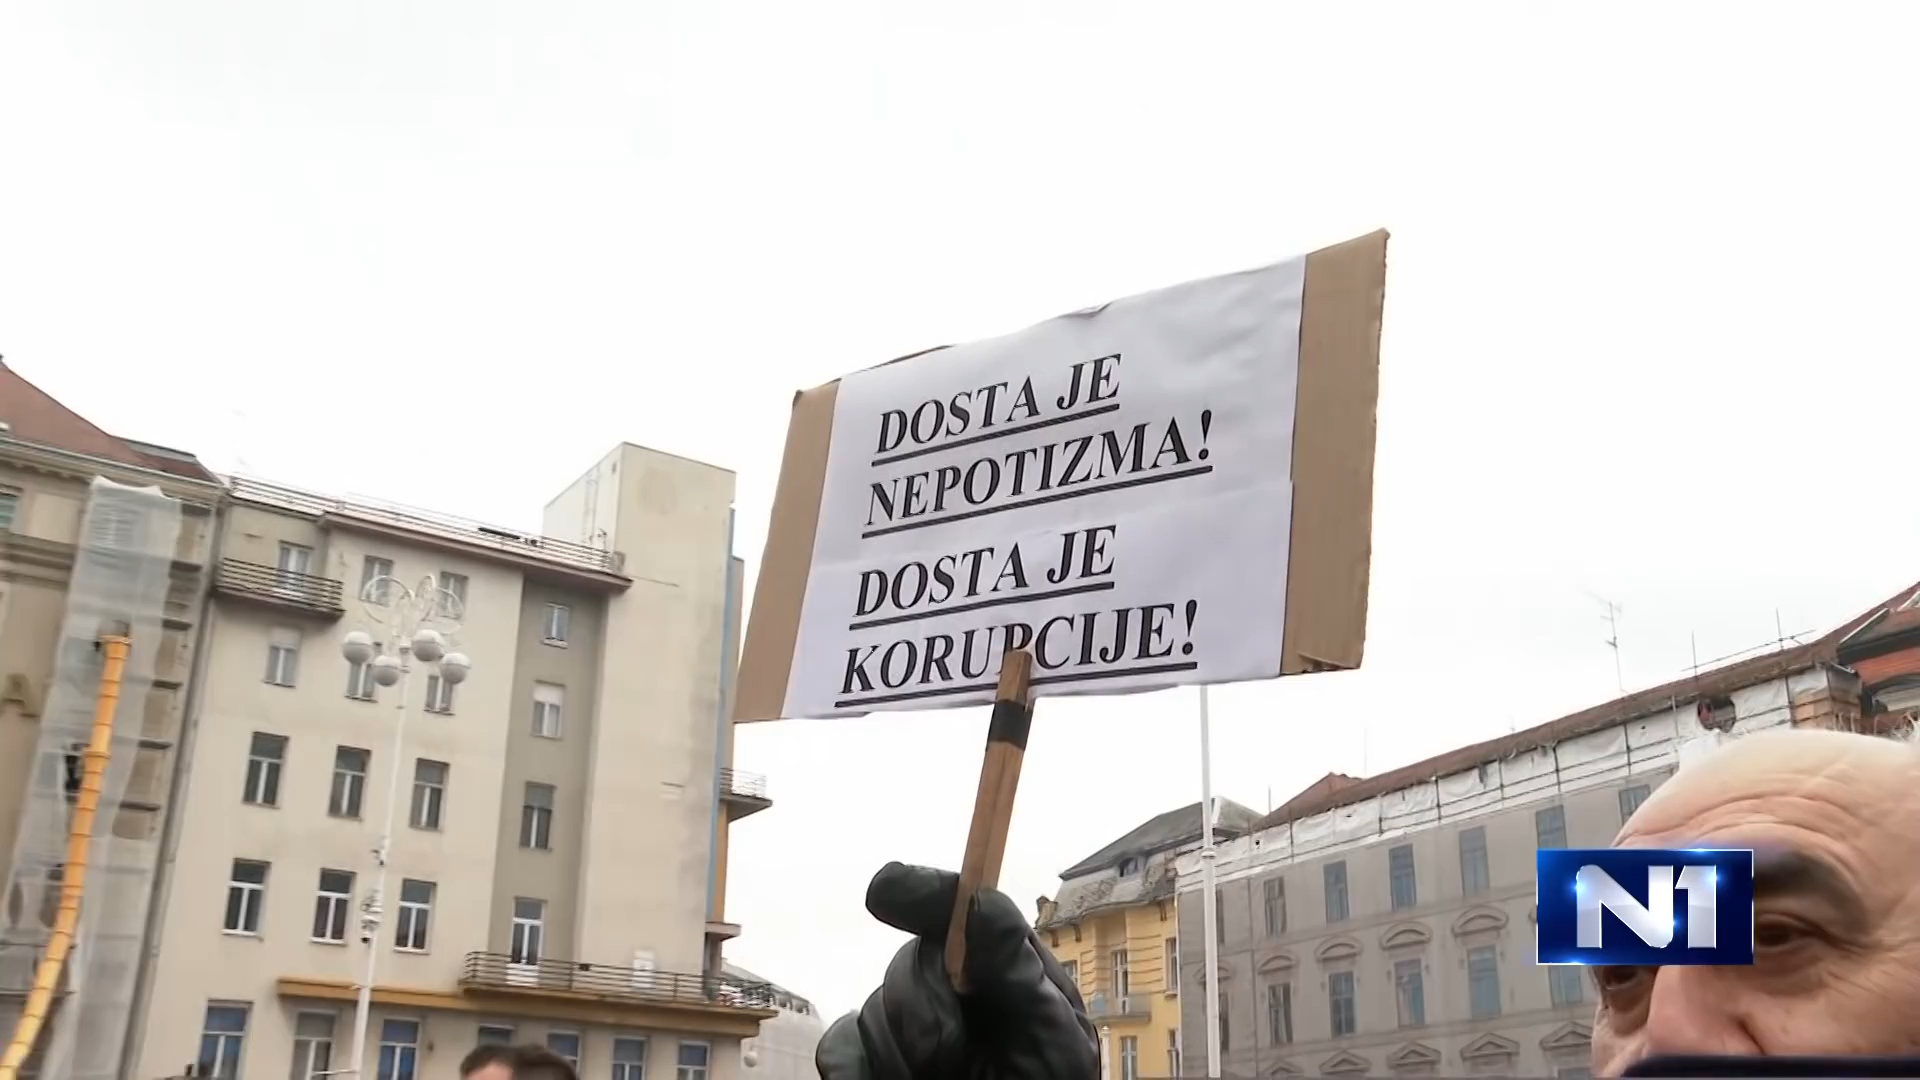 DOSTA JE
NEPOTIZMA!
DOSTA JE
KORUPCIJE!
N1